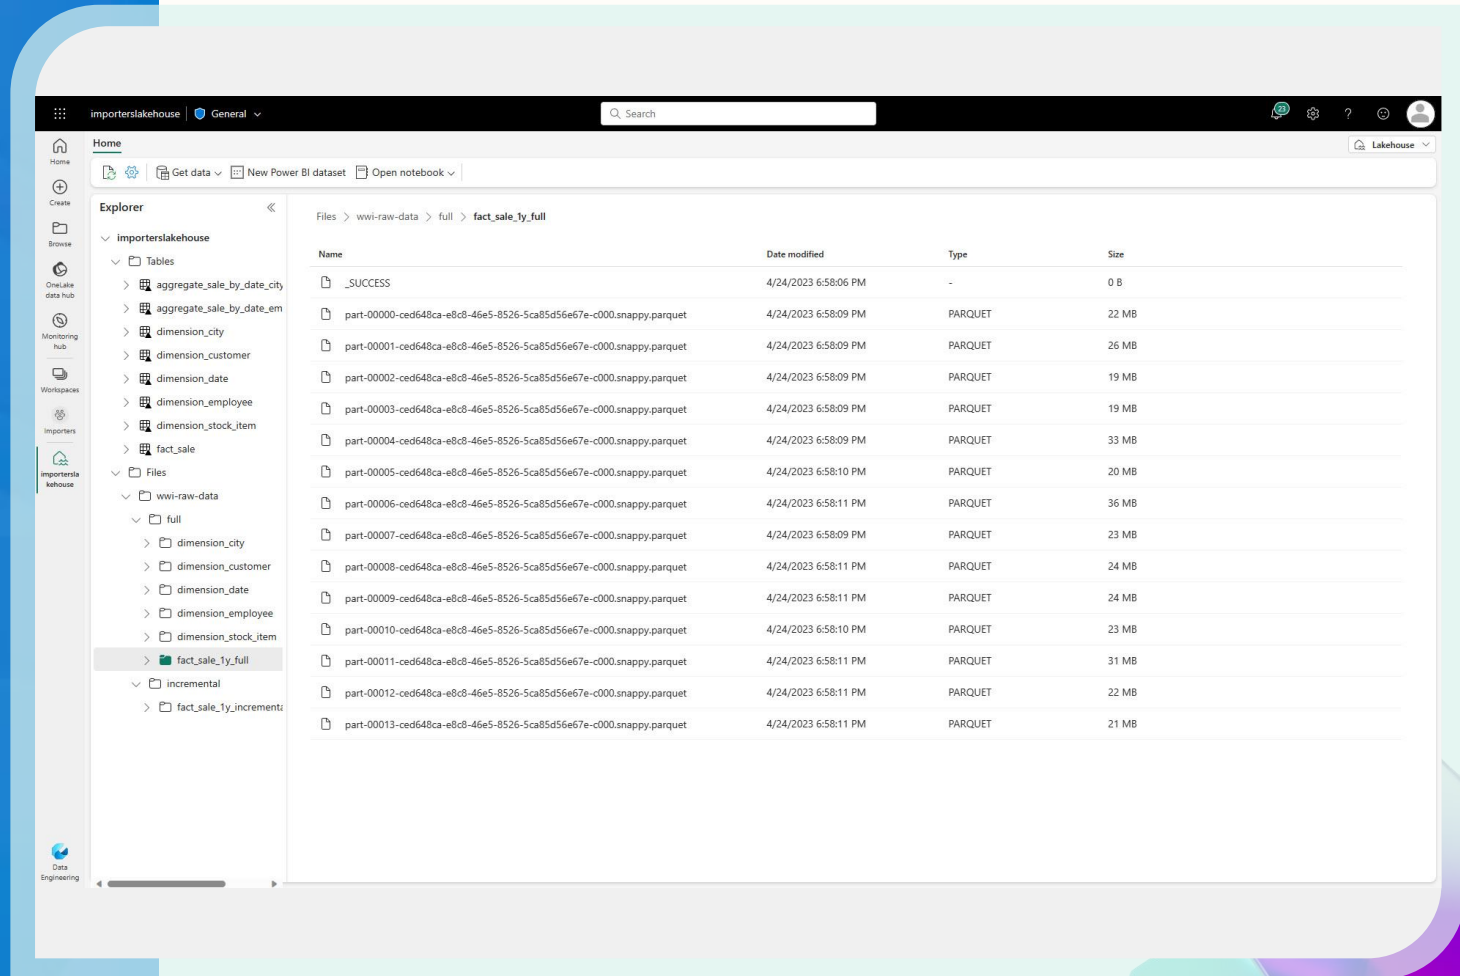 importerslakehouse
General
Search
23
?
Home
Lakehouse
Get data
New Power BI dataset
Open notebook
Home
Create
Browse
OneLake
data hub
Monitoring
hub
Workspaces
Importers
importersla
kehouse
Data
Engineering
Explorer
importerslakehouse
Tables
aggregate_sale_by_date_city
aggregate_sale_by_date_em
dimension_city
dimension_customer
dimension_date
dimension_employee
dimension_stock_item
fact_sale
Files
wwi-raw-data
full
dimension_city
dimension_customer
dimension_date
dimension_employee
dimension_stock_item
fact_sale_1y_full
incremental
fact_sale_1y_incrementa
Files > wwi-raw-data > full > fact_sale_1y_full
Name Date modified Type Size
_SUCCESS 4/24/2023 6:58:06 PM - 0 B
part-00000-ced648ca-e8c8-46e5-8526-5ca85d56e67e-c000.snappy.parquet 4/24/2023 6:58:09 PM PARQUET 22 MB
part-00001-ced648ca-e8c8-46e5-8526-5ca85d56e67e-c000.snappy.parquet 4/24/2023 6:58:09 PM PARQUET 26 MB
part-00002-ced648ca-e8c8-46e5-8526-5ca85d56e67e-c000.snappy.parquet 4/24/2023 6:58:09 PM PARQUET 19 MB
part-00003-ced648ca-e8c8-46e5-8526-5ca85d56e67e-c000.snappy.parquet 4/24/2023 6:58:09 PM PARQUET 19 MB
part-00004-ced648ca-e8c8-46e5-8526-5ca85d56e67e-c000.snappy.parquet 4/24/2023 6:58:09 PM PARQUET 33 MB
part-00005-ced648ca-e8c8-46e5-8526-5ca85d56e67e-c000.snappy.parquet 4/24/2023 6:58:10 PM PARQUET 20 MB
part-00006-ced648ca-e8c8-46e5-8526-5ca85d56e67e-c000.snappy.parquet 4/24/2023 6:58:11 PM PARQUET 36 MB
part-00007-ced648ca-e8c8-46e5-8526-5ca85d56e67e-c000.snappy.parquet 4/24/2023 6:58:09 PM PARQUET 23 MB
part-00008-ced648ca-e8c8-46e5-8526-5ca85d56e67e-c000.snappy.parquet 4/24/2023 6:58:11 PM PARQUET 24 MB
part-00009-ced648ca-e8c8-46e5-8526-5ca85d56e67e-c000.snappy.parquet 4/24/2023 6:58:11 PM PARQUET 24 MB
part-00010-ced648ca-e8c8-46e5-8526-5ca85d56e67e-c000.snappy.parquet 4/24/2023 6:58:10 PM PARQUET 23 MB
part-00011-ced648ca-e8c8-46e5-8526-5ca85d56e67e-c000.snappy.parquet 4/24/2023 6:58:11 PM PARQUET 31 MB
part-00012-ced648ca-e8c8-46e5-8526-5ca85d56e67e-c000.snappy.parquet 4/24/2023 6:58:11 PM PARQUET 22 MB
part-00013-ced648ca-e8c8-46e5-8526-5ca85d56e67e-c000.snappy.parquet 4/24/2023 6:58:11 PM PARQUET 21 MB